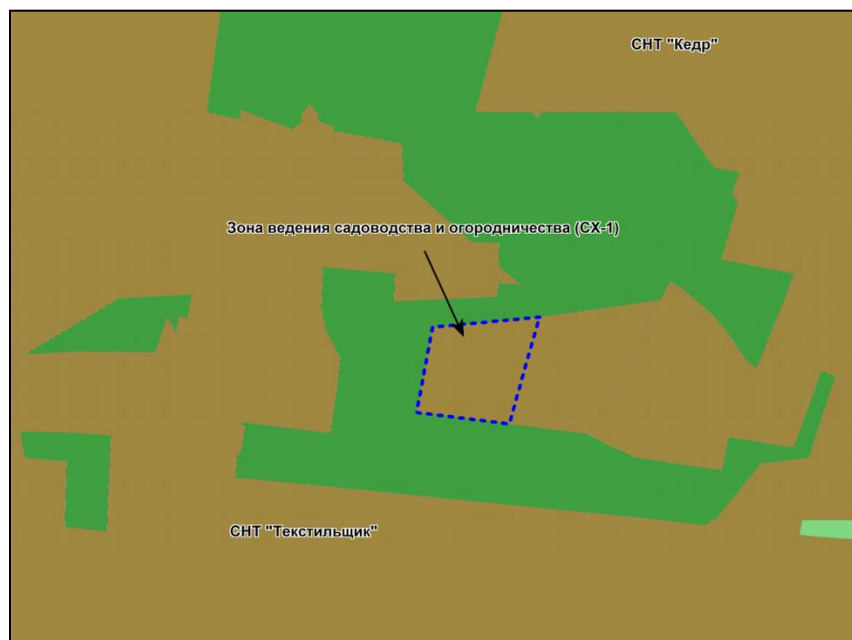 СНТ "Кедр"
Зона ведения садоводства и огородничества (СХ-1)
СНТ "Текстильщик"